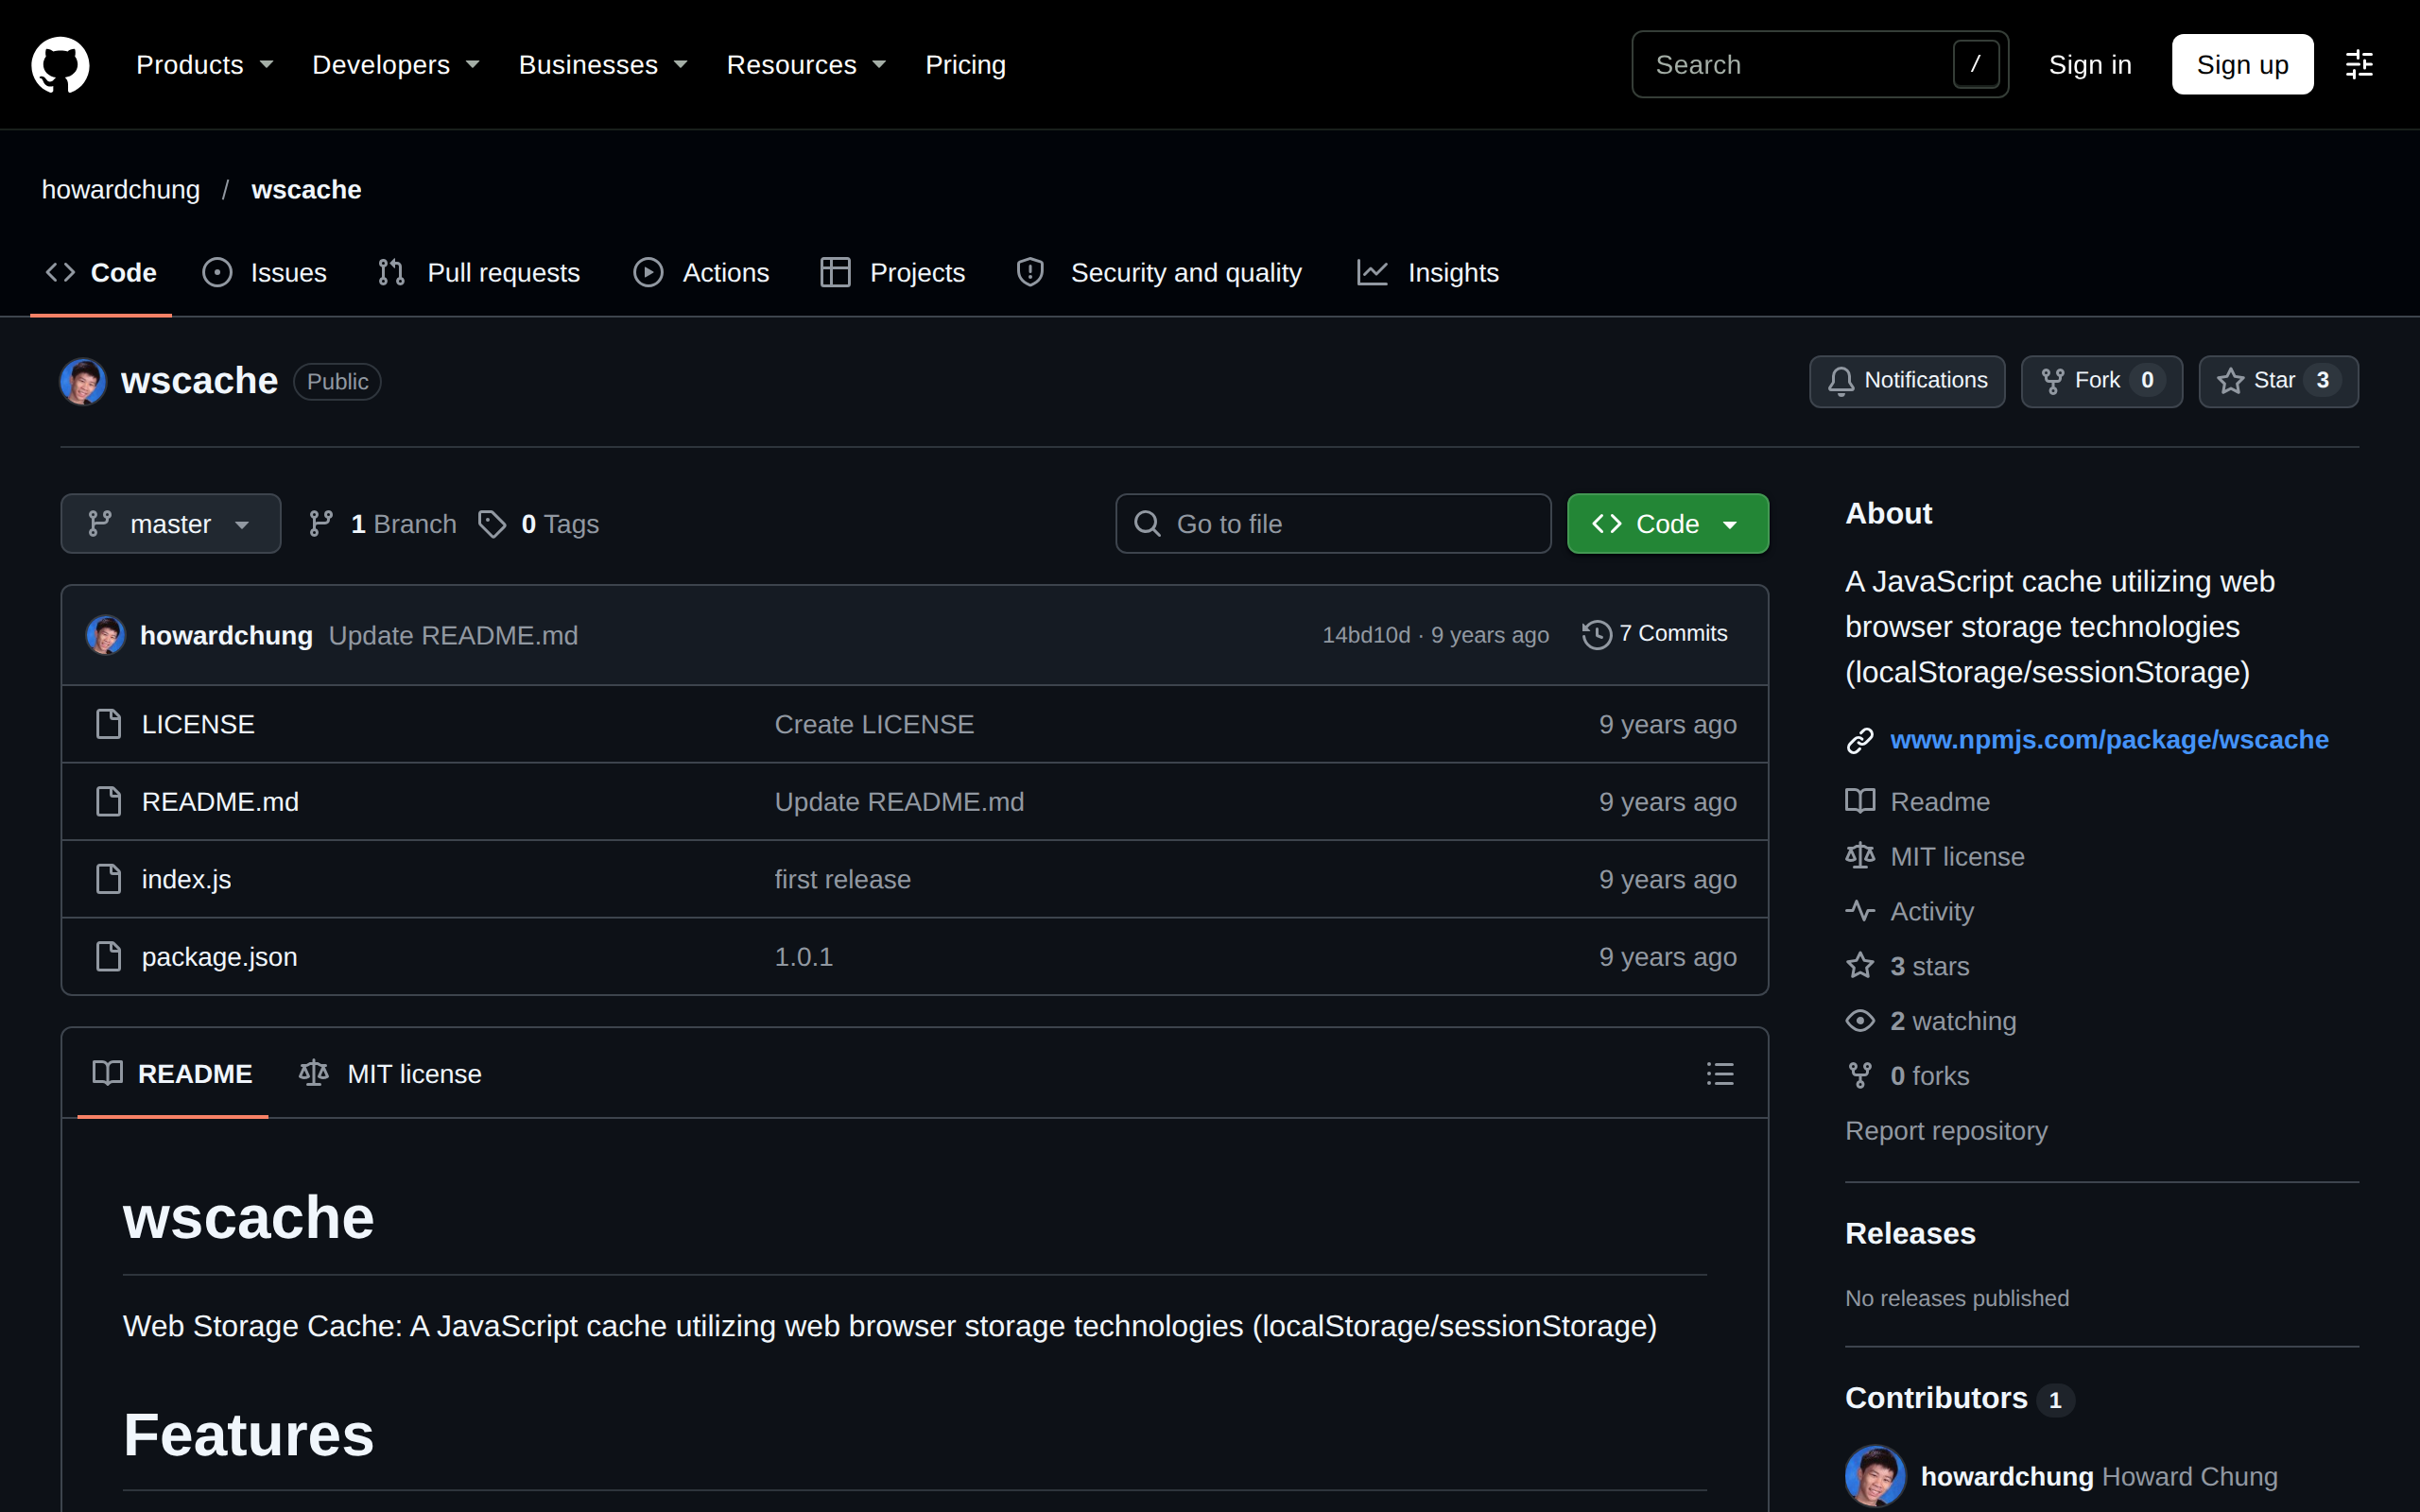 Products Developers Businesses Resources Pricing Search / Sign in Sign up
howardchung / wscache
Code Issues Pull requests Actions Projects Security and quality Insights
wscache Public Notifications Fork 0 Star 3
master 1 Branch 0 Tags Go to file Code
howardchung Update README.md 14bd10d · 9 years ago 7 Commits
LICENSE Create LICENSE 9 years ago
README.md Update README.md 9 years ago
index.js first release 9 years ago
package.json 1.0.1 9 years ago
README MIT license
wscache
Web Storage Cache: A JavaScript cache utilizing web browser storage technologies (localStorage/sessionStorage)
Features
About
A JavaScript cache utilizing web
browser storage technologies
(localStorage/sessionStorage)
www.npmjs.com/package/wscache
Readme
MIT license
Activity
3 stars
2 watching
0 forks
Report repository
Releases
No releases published
Contributors 1
howardchung Howard Chung